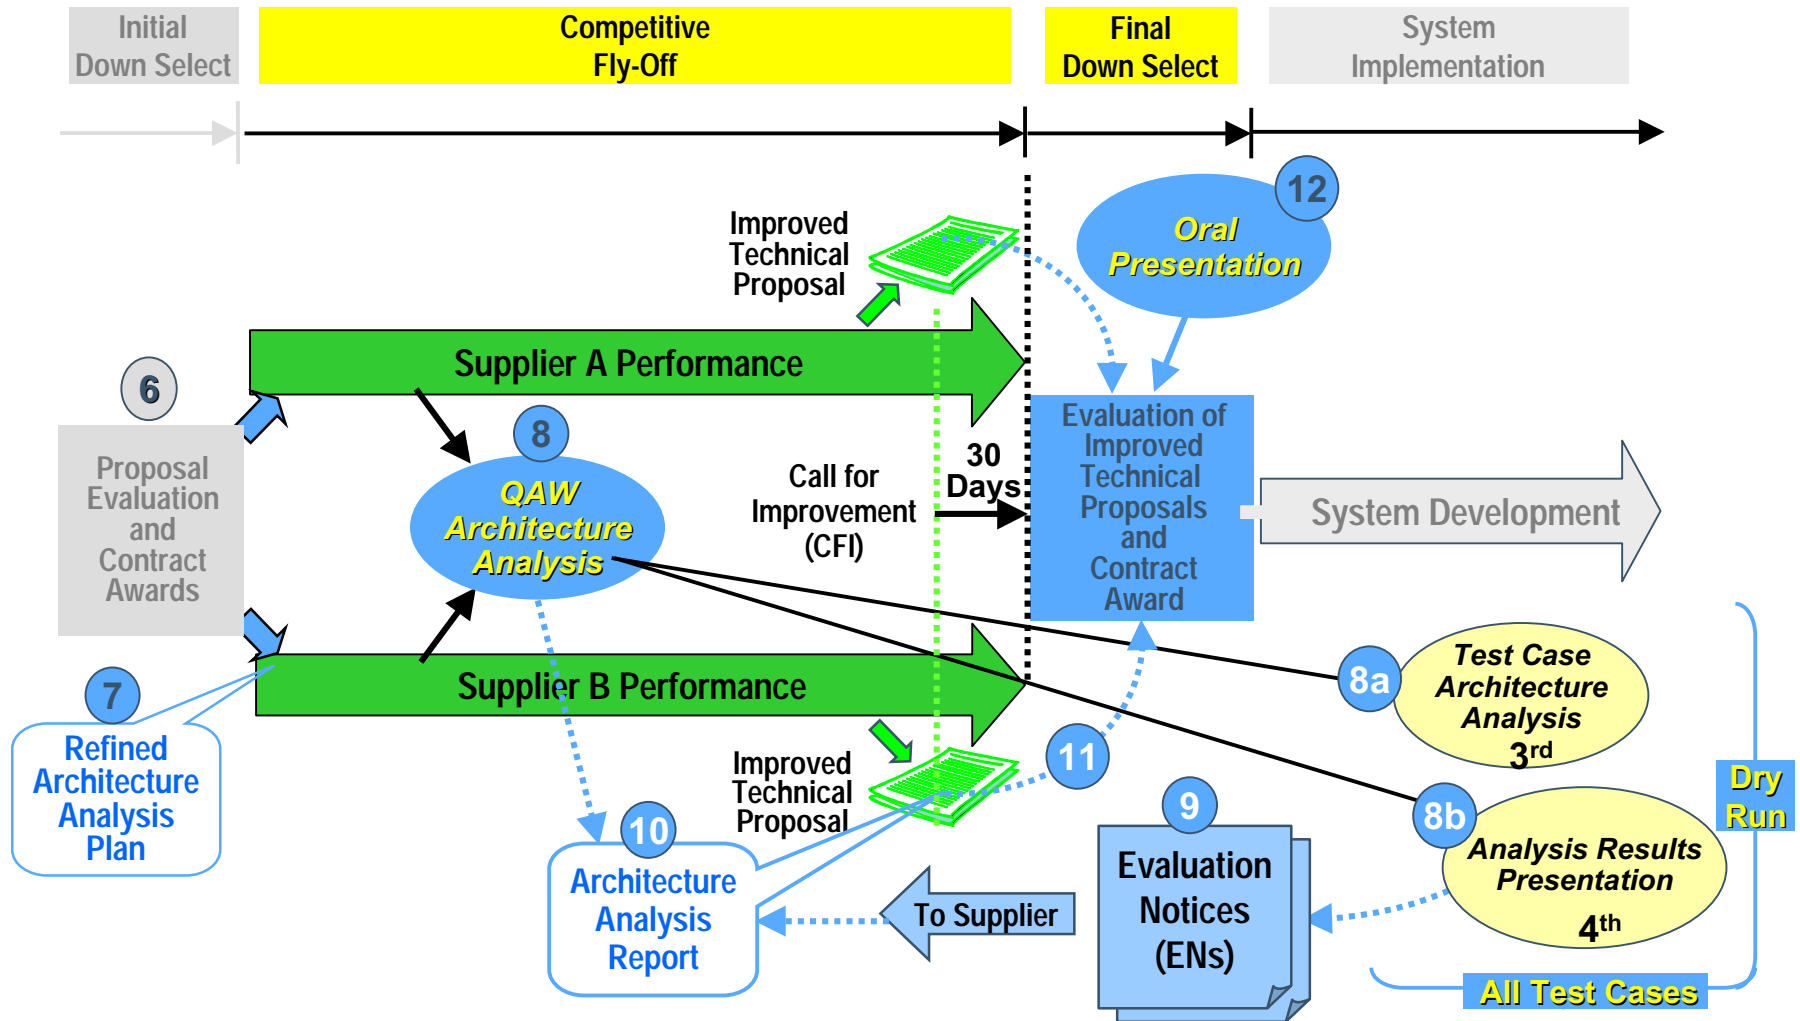 Initial
Down Select
Competitive
Fly-Off
Final
Down Select
System
Implementation
12
Oral
Presentation
Improved
Technical
Proposal
Supplier A Performance
6
Proposal
Evaluation
and
Contract
Awards
8
QAW
Architecture
Analysis
Call for
Improvement
(CFI)
30
Days
Evaluation of
Improved
Technical
Proposals
and
Contract
Award
System Development
Supplier B Performance
7
Refined
Architecture
Analysis
Plan
8a
Test Case
Architecture
Analysis
3rd
Improved
Technical
Proposal
11
Dry
Run
10
Architecture
Analysis
Report
To Supplier
9
Evaluation
Notices
(ENs)
8b
Analysis Results
Presentation
4th
All Test Cases